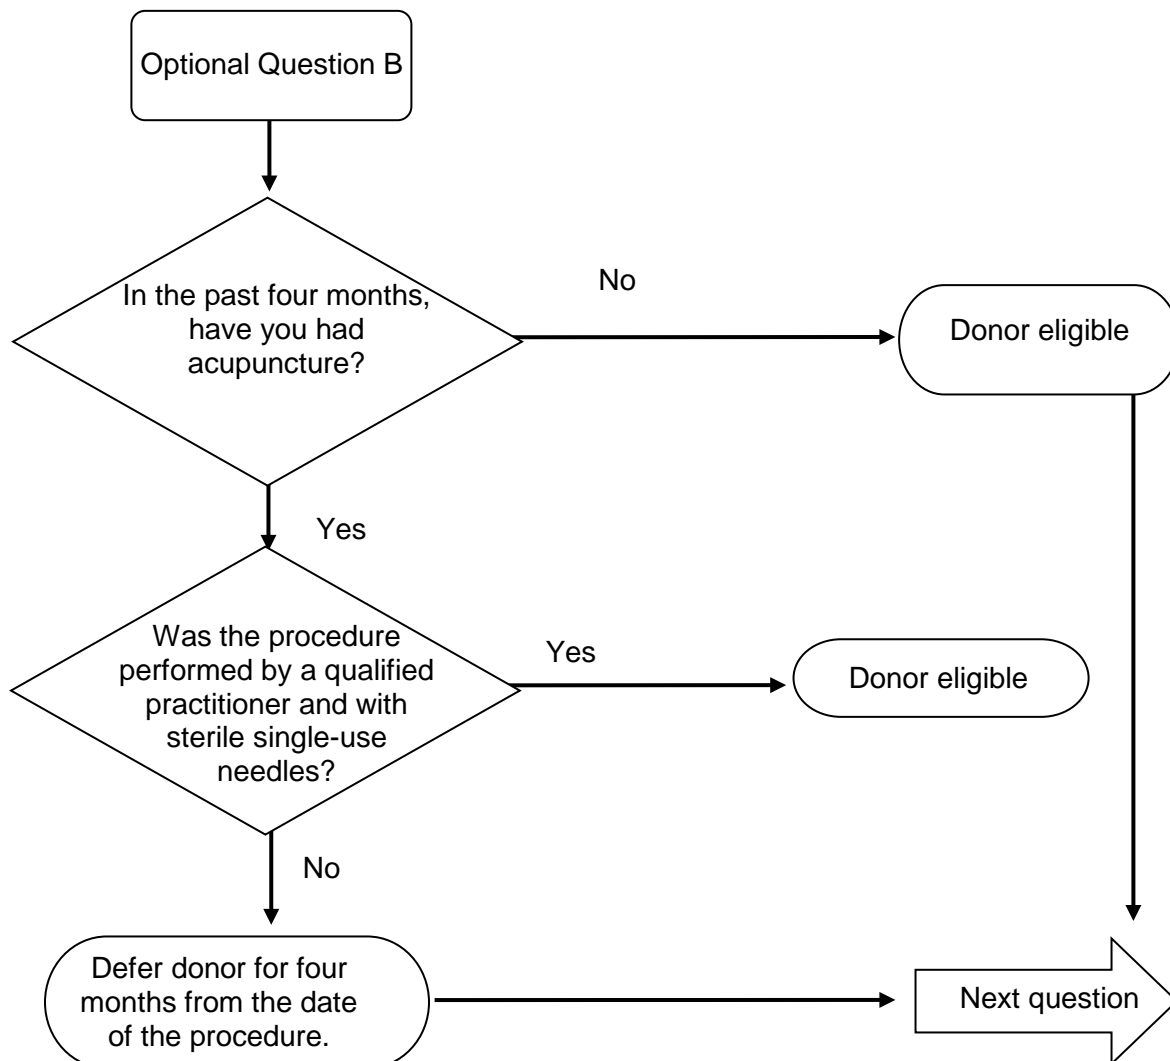 Optional Question B
In the past four months,
have you had
acupuncture?
No
Donor eligible
Yes
Was the procedure
performed by a qualified
practitioner and with
sterile single-use
needles?
Yes
Donor eligible
No
Defer donor for four
months from the date
of the procedure.
Next question